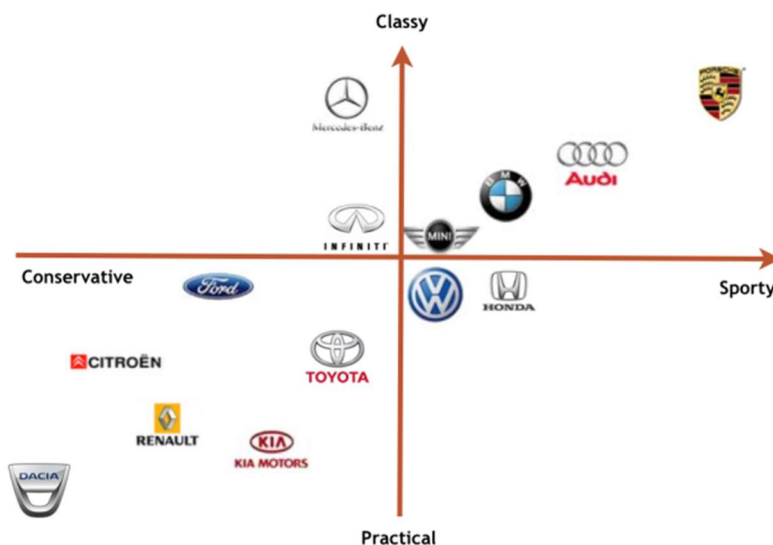 Classy
PORSCHE
Mercedes-Benz
BMW
Audi
INFINITI
MINI
Conservative
Sporty
Ford
HONDA
CITROËN
TOYOTA
RENAULT
KIA
KIA MOTORS
DACIA
Practical